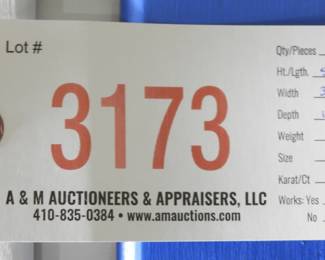 Lot #
3173
A & M AUCTIONEERS & APPRAISERS, LLC
410-835-0384 • www.amauctions.com
Qty/Pieces
Ht./Lgth.
Width 3
Depth
Weight
Size
Karat/Ct
Works: Yes
No